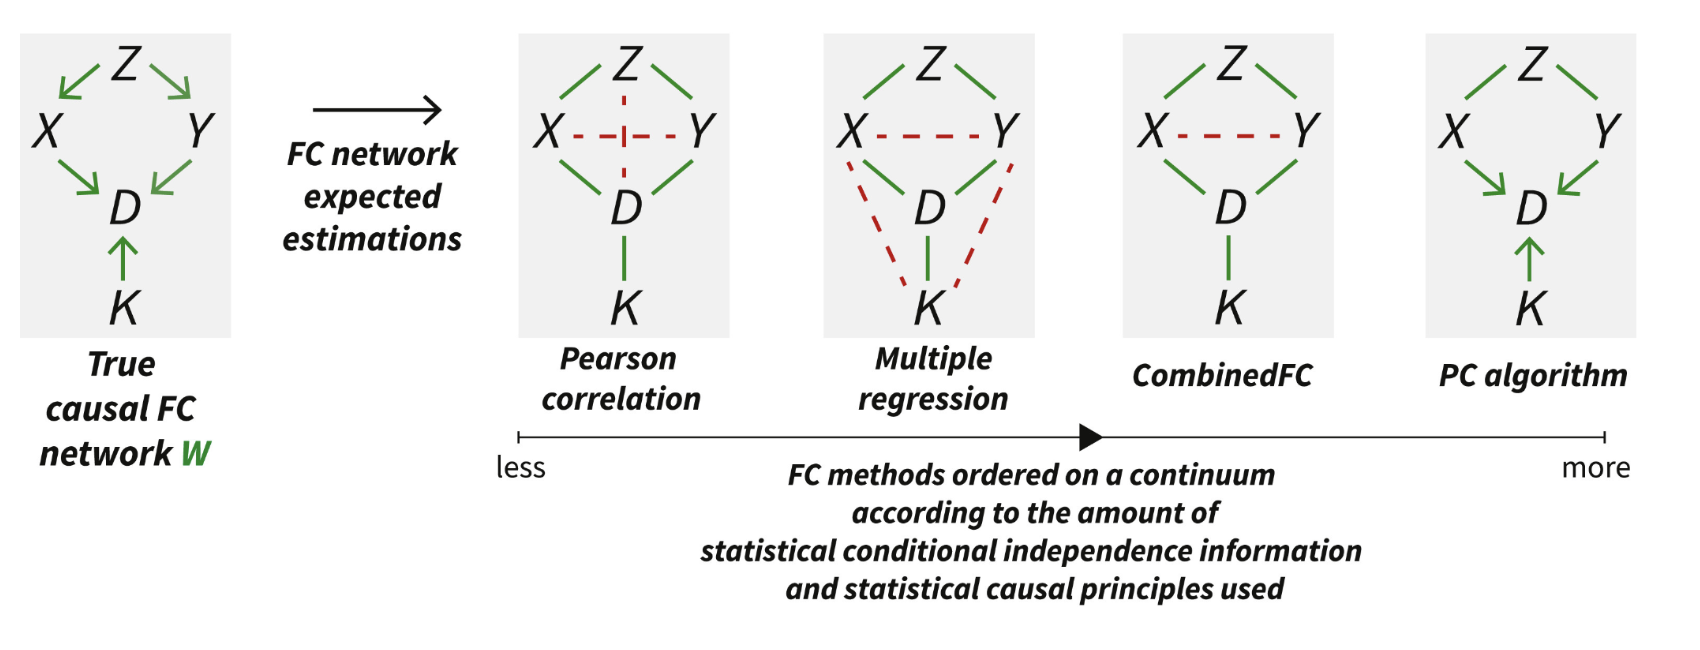 Z
X
Y
D
K
True
causal FC
network W
FC network
expected
estimations
Z
X
Y
D
K
Pearson
correlation
Z
X
Y
D
K
Multiple
regression
Z
X
Y
D
K
CombinedFC
Z
X
Y
D
K
PC algorithm
less
more
FC methods ordered on a continuum
according to the amount of
statistical conditional independence information
and statistical causal principles used